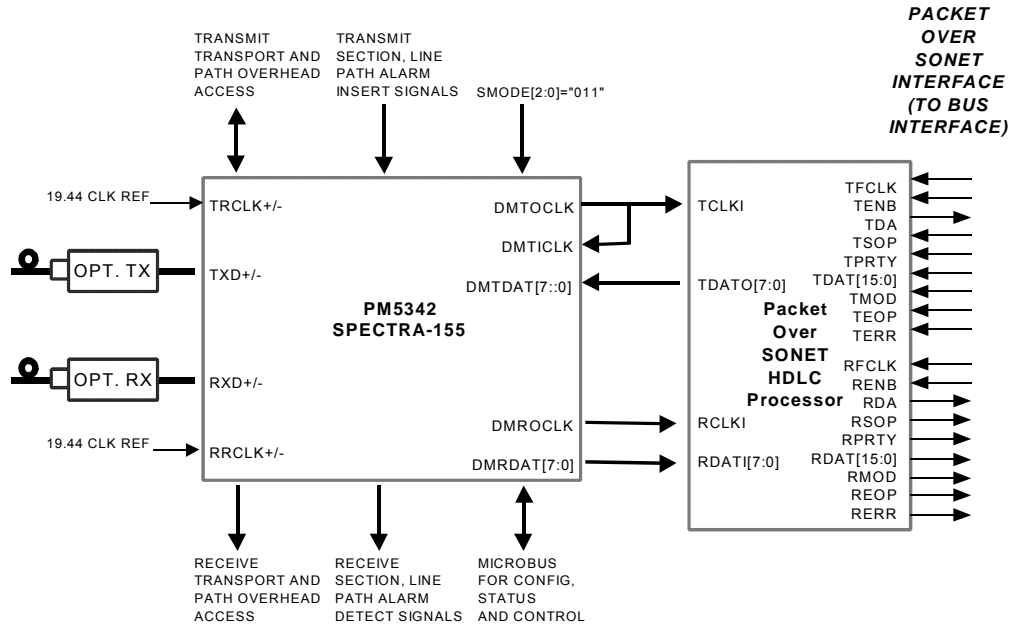 PACKET
OVER
SONET
INTERFACE
(TO BUS
INTERFACE)
TRANSMIT
TRANSPORT AND
PATH OVERHEAD
ACCESS
TRANSMIT
SECTION, LINE
PATH ALARM
INSERT SIGNALS
SMODE[2:0]="011"
19.44 CLK REF
TRCLK+/-
OPT. TX
TXD+/-
OPT. RX
RXD+/-
19.44 CLK REF
RRCLK+/-
PM5342
SPECTRA-155
DMTOCLK
DMTICLK
DMTDAT[7::0]
DMROCLK
DMRDAT[7:0]
TCLKI
TDATO[7:0]
RCLKI
RDATI[7:0]
Packet
Over
SONET
HDLC
Processor
TFCLK
TENB
TDA
TSOP
TPRTY
TDAT[15:0]
TMOD
TEOP
TERR
RFCLK
RENB
RDA
RSOP
RPRTY
RDAT[15:0]
RMOD
REOP
RERR
RECEIVE
TRANSPORT AND
PATH OVERHEAD
ACCESS
RECEIVE
SECTION, LINE
PATH ALARM
DETECT SIGNALS
MICROBUS
FOR CONFIG,
STATUS
AND CONTROL